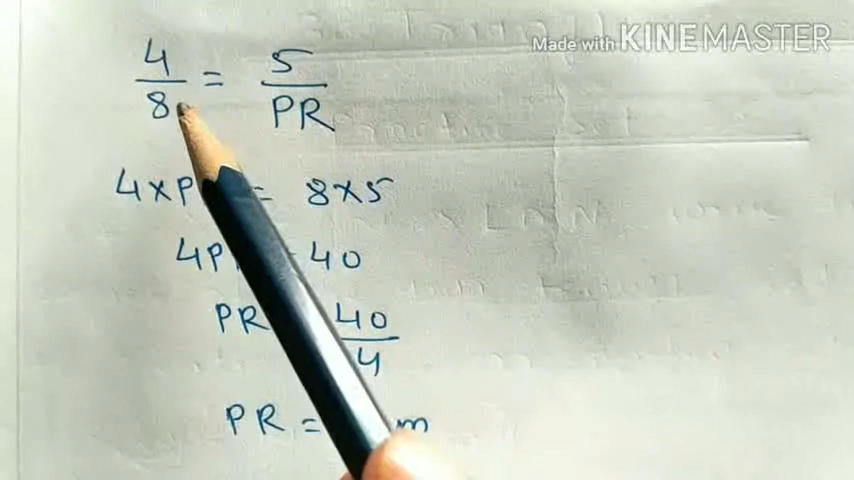 Made with KINEMASTER
4/8 = 5/PR
4×P = 8×5
4P 40
PR 40/4
PR = m